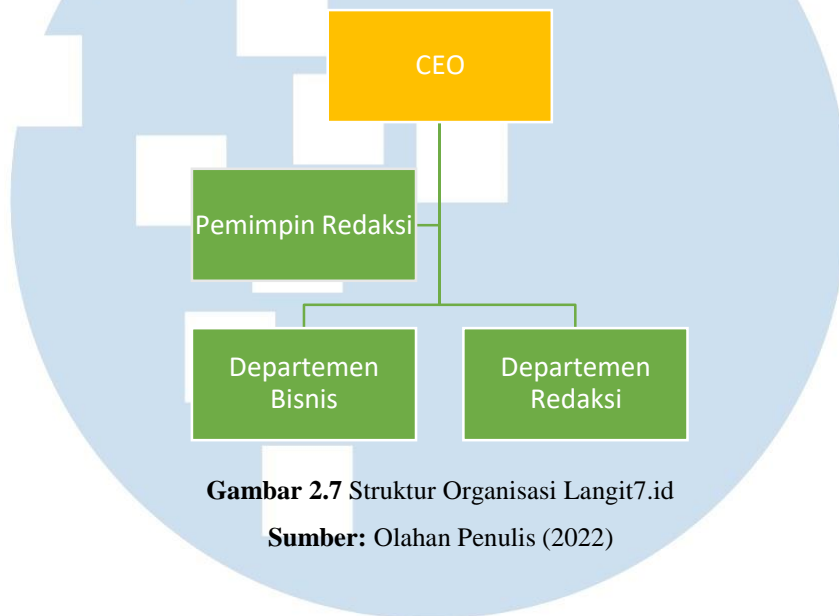 CEO
Pemimpin Redaksi
Departemen
Bisnis
Departemen
Redaksi
Gambar 2.7 Struktur Organisasi Langit7.id
Sumber: Olahan Penulis (2022)